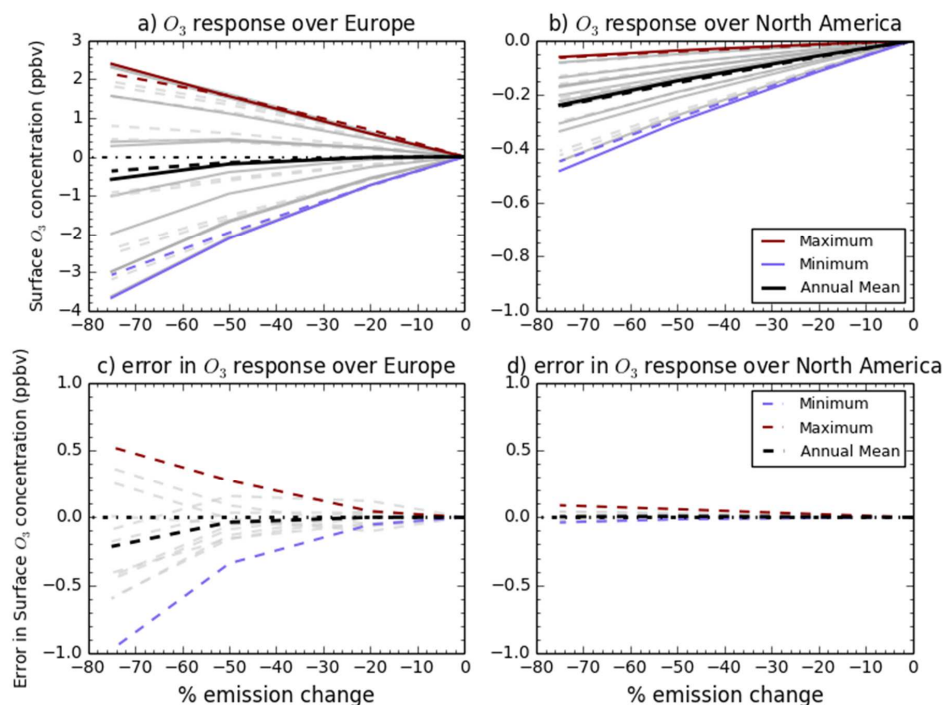 a) O₃ response over Europe
b) O₃ response over North America
Surface O₃ concentration (ppbv)
3
2
1
0
−1
−2
−3
−4
−80 −70 −60 −50 −40 −30 −20 −10 0
0.0
−0.2
−0.4
−0.6
−0.8
−1.0
−80 −70 −60 −50 −40 −30 −20 −10 0
Maximum
Minimum
Annual Mean
c) error in O₃ response over Europe
d) error in O₃ response over North America
Error in Surface O₃ concentration (ppbv)
1.0
0.5
0.0
−0.5
−1.0
−80 −70 −60 −50 −40 −30 −20 −10 0
% emission change
1.0
0.5
0.0
−0.5
−1.0
−80 −70 −60 −50 −40 −30 −20 −10 0
% emission change
Minimum
Maximum
Annual Mean